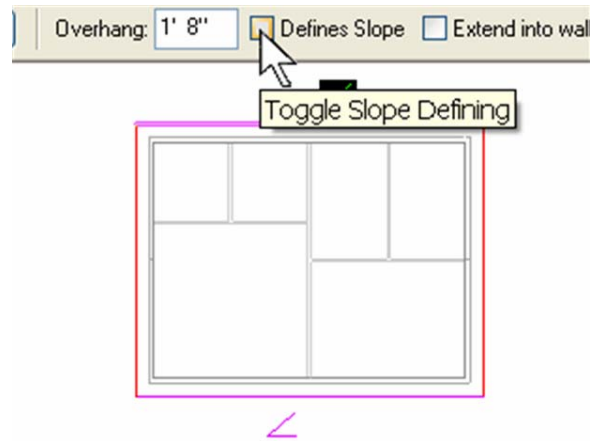 Overhang: 1' 8" Defines Slope Extend into wal
Toggle Slope Defining